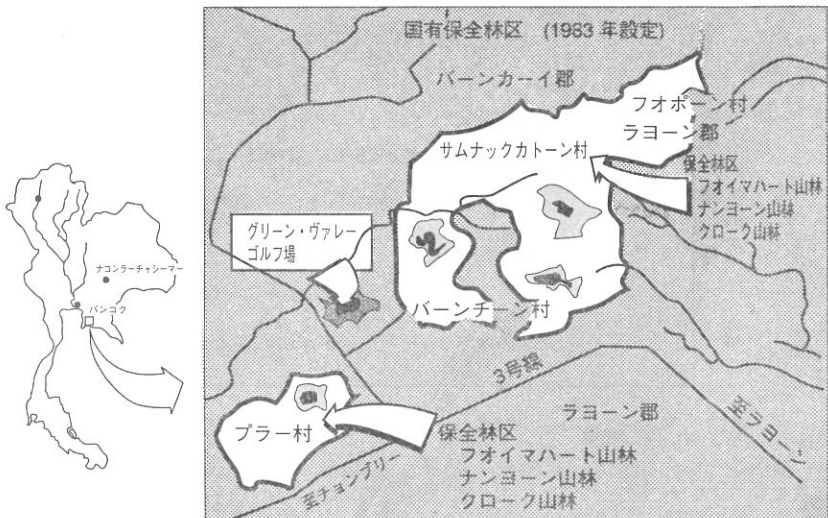 国有保全林区 (1983年設定)
バーンカーイ郡
フオポーン村
ラヨーン郡
サムナックカトーン村
保全林区
フオイマハート山林
ナンヨーン山林
クローク山林
グリーン・ヴァレー
ゴルフ場
バーンチーン村
ナコンラーチャシーマー
バンコク
3号線
ラヨーン郡
至ラヨーン
プラー村
保全林区
フオイマハート山林
ナンヨーン山林
クローク山林
至チョンブリー